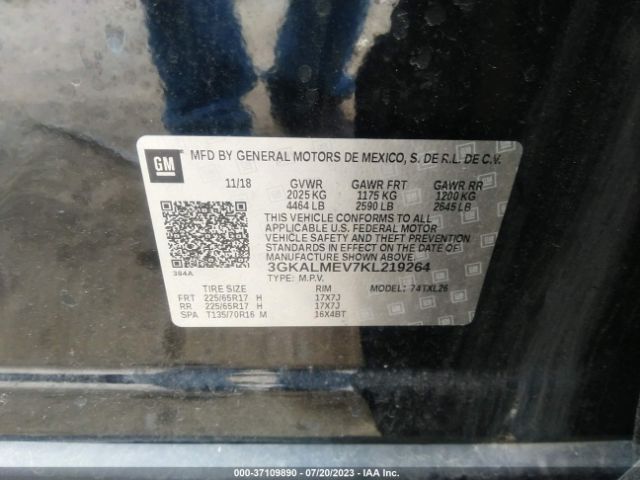 GM
MFD BY GENERAL MOTORS DE MEXICO, S. DE R.L. DE C.V.
11/18 GVWR GAWR FRT GAWR RR
2025 KG 1175 KG 1200 KG
4464 LB 2590 LB 2645 LB
THIS VEHICLE CONFORMS TO ALL
APPLICABLE U.S. FEDERAL MOTOR
VEHICLE SAFETY AND THEFT PREVENTION
STANDARDS IN EFFECT ON THE DATE OF
MANUFACTURE SHOWN ABOVE.
384A 3GKALMEV7KL219264
TYPE: M.P.V. MODEL: 74TXL26
TIRE SIZE RIM
FRT 225/65R17 H 17X7J
RR 225/65R17 H 17X7J
SPA T135/70R16 M 16X4BT
000-37109890 - 07/20/2023 - IAA Inc.